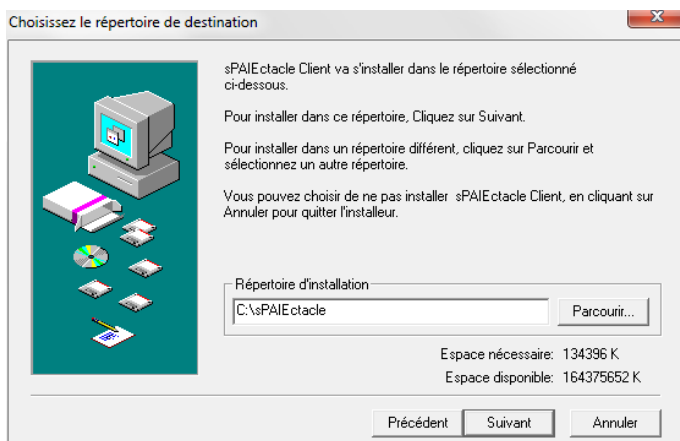 Choisissez le répertoire de destination
sPAIEctacle Client va s'installer dans le répertoire sélectionné
ci-dessous.
Pour installer dans ce répertoire, Cliquez sur Suivant.
Pour installer dans un répertoire différent, cliquez sur Parcourir et
sélectionnez un autre répertoire.
Vous pouvez choisir de ne pas installer  sPAIEctacle Client, en cliquant sur
Annuler pour quitter l'installeur.
Répertoire d'installation
C:\sPAIEctacle
Parcourir...
Espace nécessaire: 134396 K
Espace disponible: 164375652 K
Précédent
Suivant
Annuler